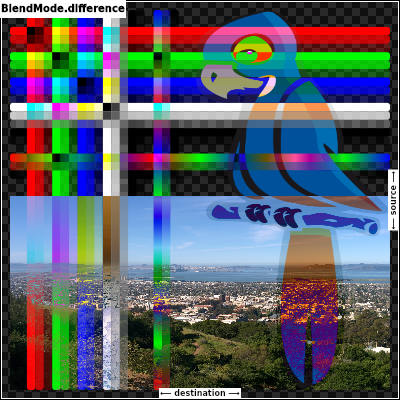 BlendMode.difference
⟵ source ⟶
⟵ destination ⟶